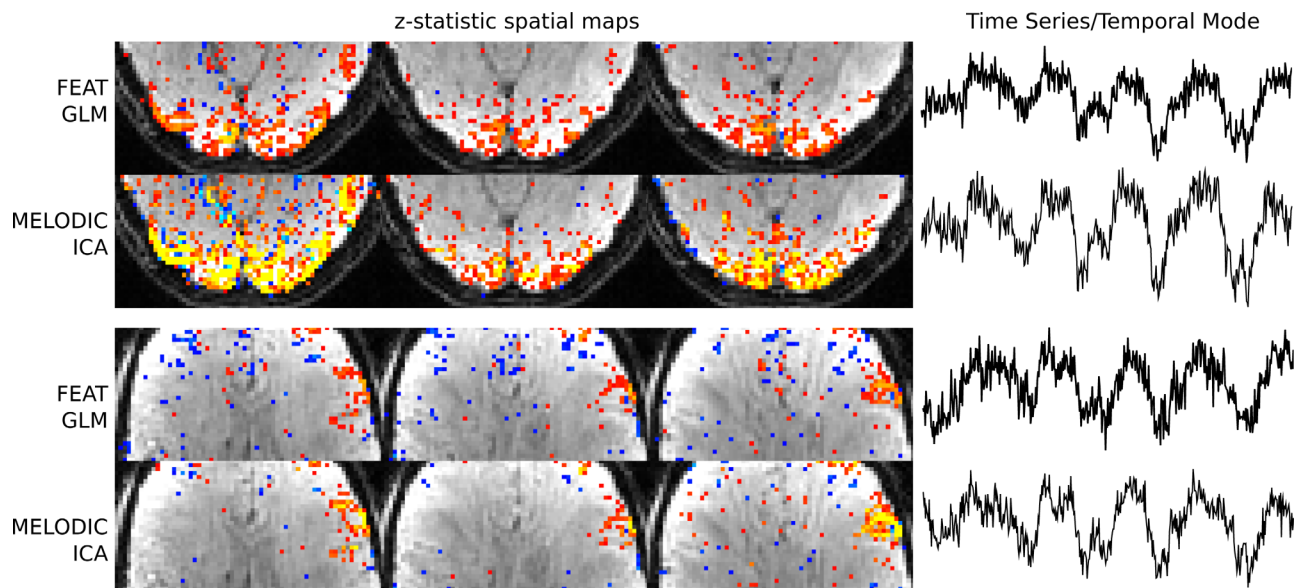 z-statistic spatial maps
Time Series/Temporal Mode
FEAT
GLM
MELODIC
ICA
FEAT
GLM
MELODIC
ICA